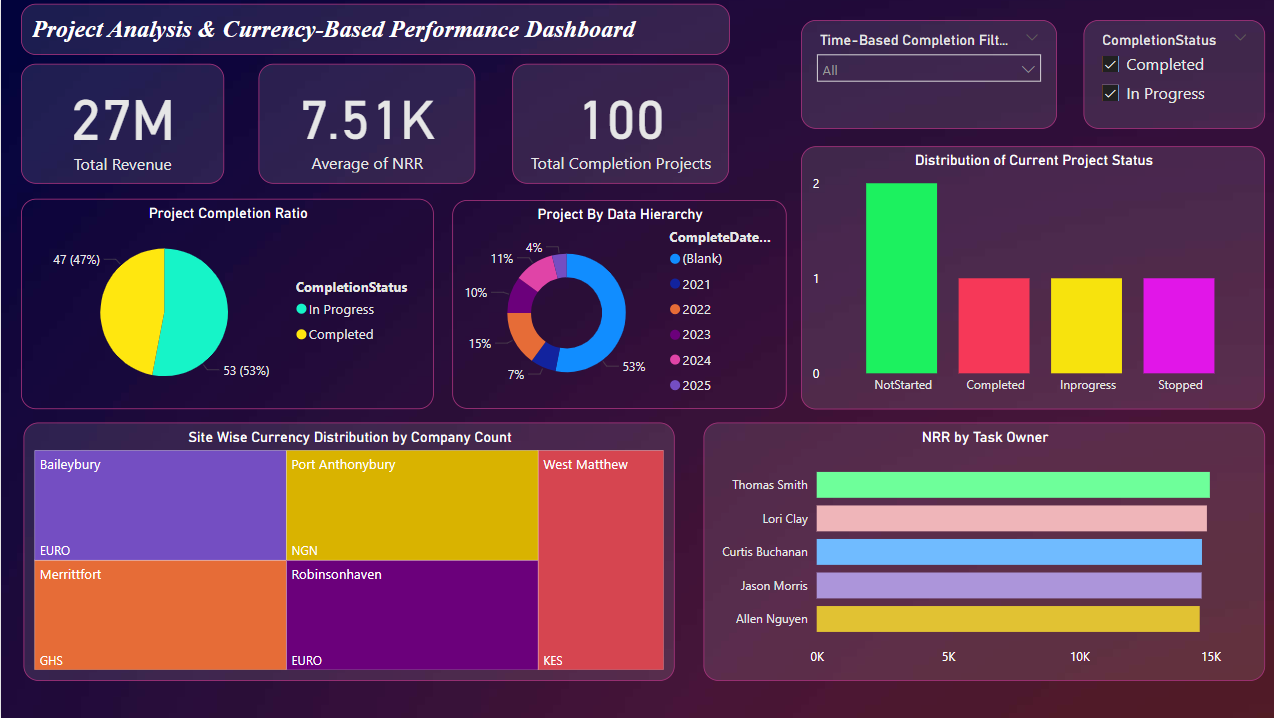 Project Analysis & Currency-Based Performance Dashboard
Time-Based Completion Filt...
All
CompletionStatus
Completed
In Progress
27M
Total Revenue
7.51K
Average of NRR
100
Total Completion Projects
Project Completion Ratio
47 (47%)
53 (53%)
CompletionStatus
In Progress
Completed
Project By Data Hierarchy
4%
11%
10%
15%
7%
53%
CompleteDate...
(Blank)
2021
2022
2023
2024
2025
Distribution of Current Project Status
2
1
0
NotStarted
Completed
Inprogress
Stopped
Site Wise Currency Distribution by Company Count
Baileybury
EURO
Port Anthonybury
NGN
West Matthew
KES
Merrittfort
GHS
Robinsonhaven
EURO
NRR by Task Owner
Thomas Smith
Lori Clay
Curtis Buchanan
Jason Morris
Allen Nguyen
0K
5K
10K
15K